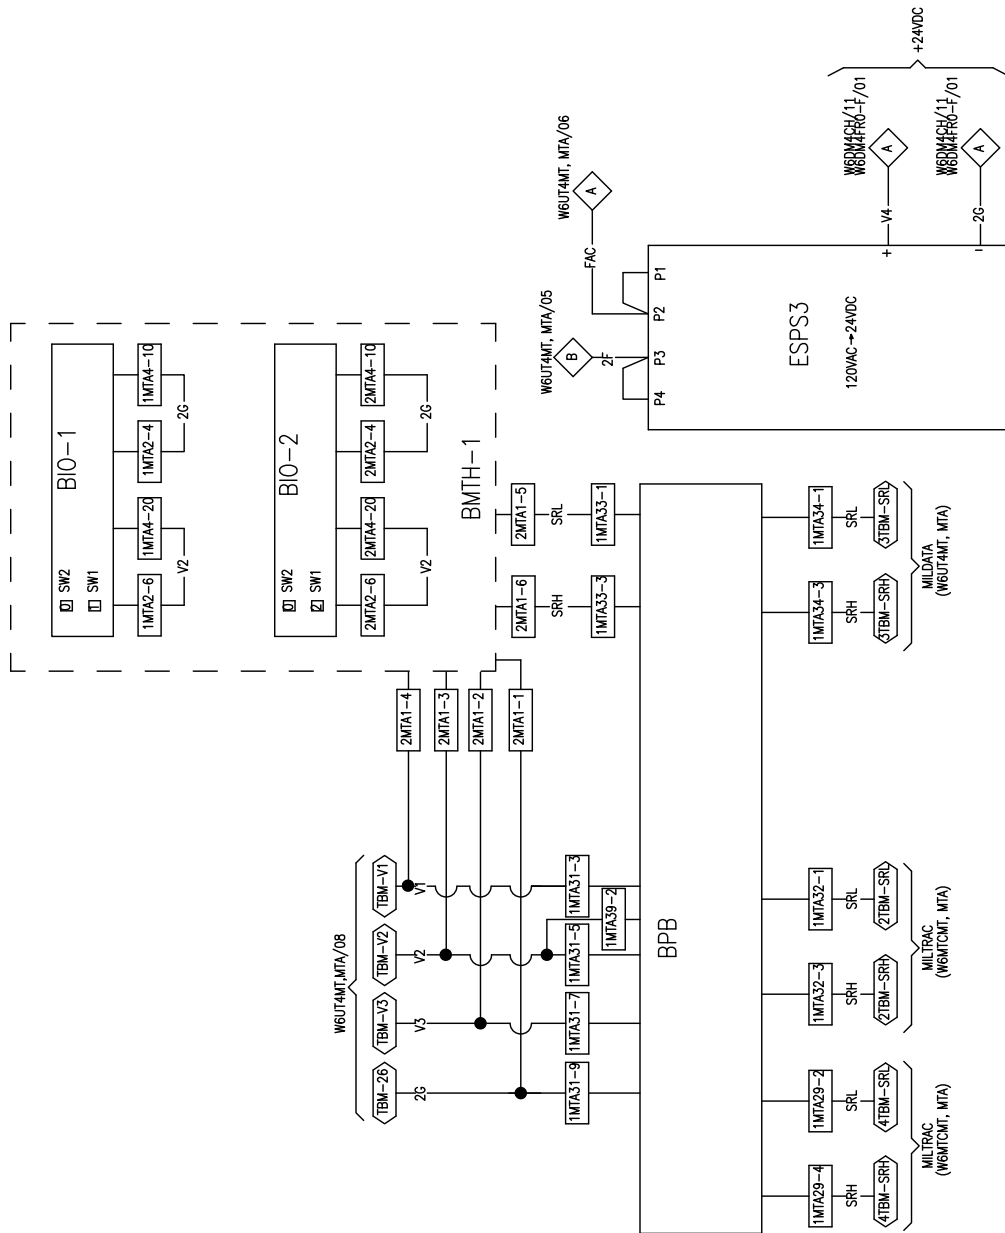 +24VDC
W6DM4CH/11
W6DM4FRO-F/01
W6DM4CH/11
W6DM4FRO-F/01
A
A
V4
2G
+
-
W6UT4MT, MTA/06
A
FAC
W6UT4MT, MTA/05
B
2F
P4
P3
P2
P1
ESPS3
120VAC→24VDC
BIO-1
SW2
SW1
1MTA2-6
1MTA4-20
1MTA2-4
1MTA4-10
V2
2G
BIO-2
SW2
SW1
2MTA2-6
2MTA4-20
2MTA2-4
2MTA4-10
V2
2G
BMTH-1
2MTA1-6
2MTA1-5
SRH
SRL
1MTA33-3
1MTA33-1
2MTA1-4
2MTA1-3
2MTA1-2
2MTA1-1
W6UT4MT,MTA/08
TBM-26
TBM-V3
TBM-V2
TBM-V1
2G
V3
V2
V1
1MTA31-9
1MTA31-7
1MTA31-5
1MTA31-3
1MTA39-2
BPB
1MTA29-4
1MTA29-2
1MTA32-3
1MTA32-1
1MTA34-3
1MTA34-1
SRH
SRL
SRH
SRL
SRH
SRL
4TBM-SRH
4TBM-SRL
2TBM-SRH
2TBM-SRL
3TBM-SRH
3TBM-SRL
MILTRAC
(W6MTCMT, MTA)
MILTRAC
(W6MTCMT, MTA)
MILDATA
(W6UT4MT, MTA)